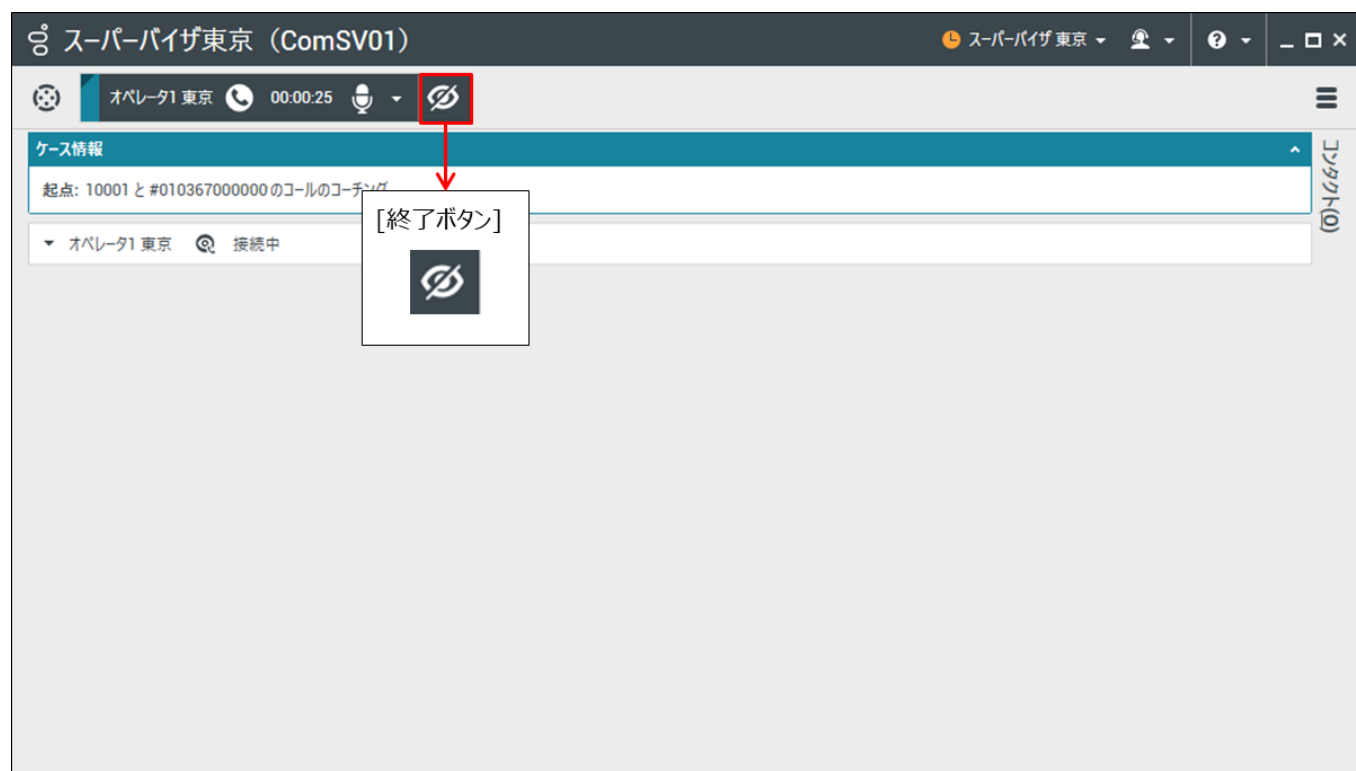 スーパーバイザ東京（ComSV01）
スーパーバイザ 東京
オペレータ1 東京 00:00:25
ケース情報
起点: 10001 と #010367000000 のコールのコーチング
[終了ボタン]
オペレータ1 東京 接続中
コンタクト(O)